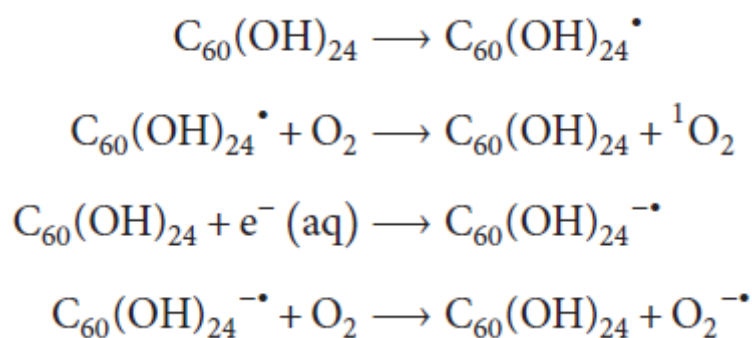 C₆₀(OH)₂₄ ⟶ C₆₀(OH)₂₄•
C₆₀(OH)₂₄• + O₂ ⟶ C₆₀(OH)₂₄ + ¹O₂
C₆₀(OH)₂₄ + e⁻ (aq) ⟶ C₆₀(OH)₂₄⁻•
C₆₀(OH)₂₄⁻• + O₂ ⟶ C₆₀(OH)₂₄ + O₂⁻•